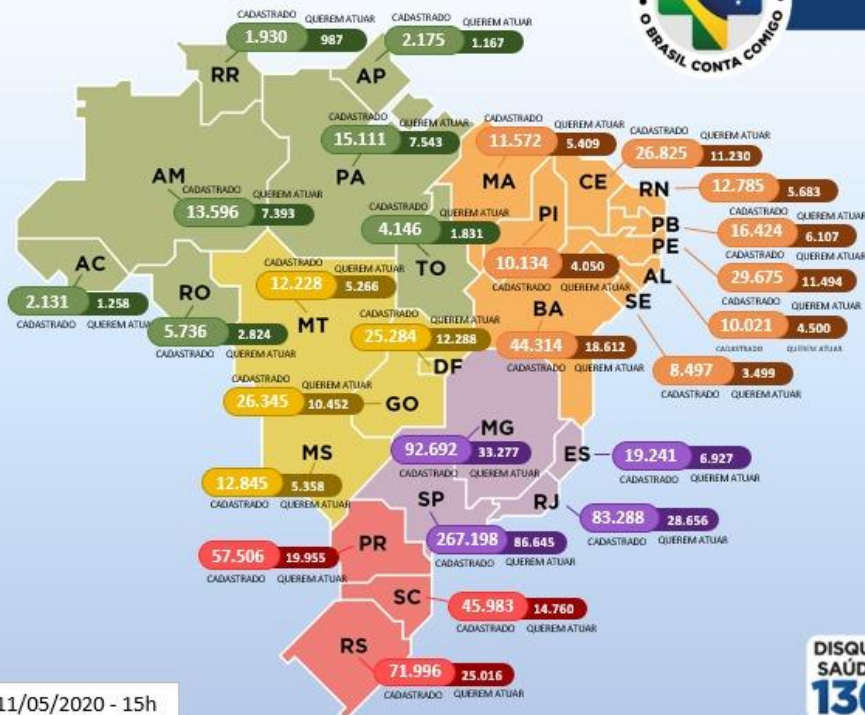 O BRASIL CONTA COMIGO
CADASTRADO QUEREM ATUAR
1.930 987
RR
CADASTRADO QUEREM ATUAR
2.175 1.167
AP
CADASTRADO QUEREM ATUAR
15.111 7.543
PA
CADASTRADO QUEREM ATUAR
11.572 5.409
MA
CADASTRADO QUEREM ATUAR
26.825 11.230
CE
RN
12.785 5.683
CADASTRADO QUEREM ATUAR
AM
CADASTRADO QUEREM ATUAR
13.596 7.393
CADASTRADO QUEREM ATUAR
4.146 1.831
TO
PI
10.134 4.050
CADASTRADO QUEREM ATUAR
PB
16.424 6.107
CADASTRADO QUEREM ATUAR
PE
29.675 11.494
CADASTRADO QUEREM ATUAR
AL
10.021 4.500
CADASTRADO QUEREM ATUAR
SE
8.497 3.499
CADASTRADO QUEREM ATUAR
AC
2.131 1.258
CADASTRADO QUEREM ATUAR
RO
5.736 2.824
CADASTRADO QUEREM ATUAR
CADASTRADO QUEREM ATUAR
12.228 5.266
MT
CADASTRADO QUEREM ATUAR
25.284 12.288
DF
BA
44.314 18.612
CADASTRADO QUEREM ATUAR
CADASTRADO QUEREM ATUAR
26.345 10.452
GO
MG
92.692 33.277
CADASTRADO QUEREM ATUAR
ES
19.241 6.927
CADASTRADO QUEREM ATUAR
MS
12.845 5.358
CADASTRADO QUEREM ATUAR
SP
267.198 86.645
CADASTRADO QUEREM ATUAR
RJ
83.288 28.656
CADASTRADO QUEREM ATUAR
PR
57.506 19.955
CADASTRADO QUEREM ATUAR
SC
45.983 14.760
CADASTRADO QUEREM ATUAR
RS
71.996 25.016
CADASTRADO QUEREM ATUAR
11/05/2020 - 15h
SAÚDE